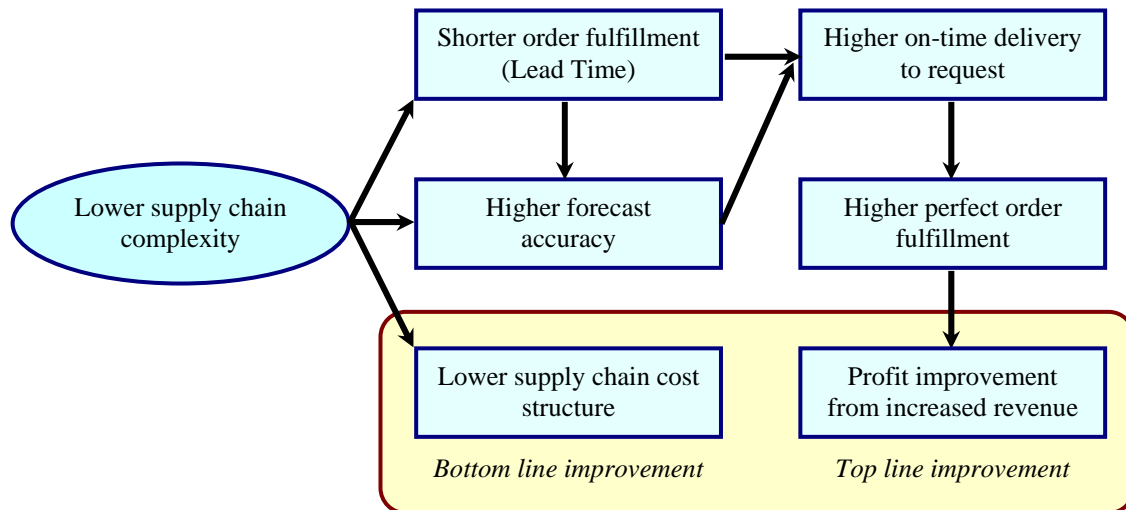 Shorter order fulfillment
(Lead Time)
Higher on-time delivery
to request
Lower supply chain
complexity
Higher forecast
accuracy
Higher perfect order
fulfillment
Lower supply chain cost
structure
Profit improvement
from increased revenue
Bottom line improvement
Top line improvement